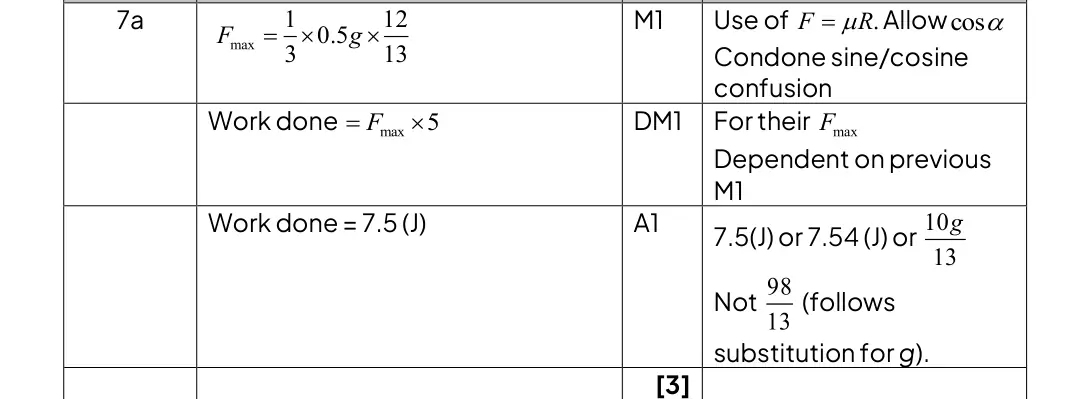 7a
F_max = 1/3 × 0.5g × 12/13
M1
Use of F = μR. Allow cos α
Condone sine/cosine
confusion
Work done = F_max × 5
DM1
For their F_max
Dependent on previous
M1
Work done = 7.5 (J)
A1
7.5(J) or 7.54 (J) or 10g/13
Not 98/13 (follows
substitution for g).
[3]